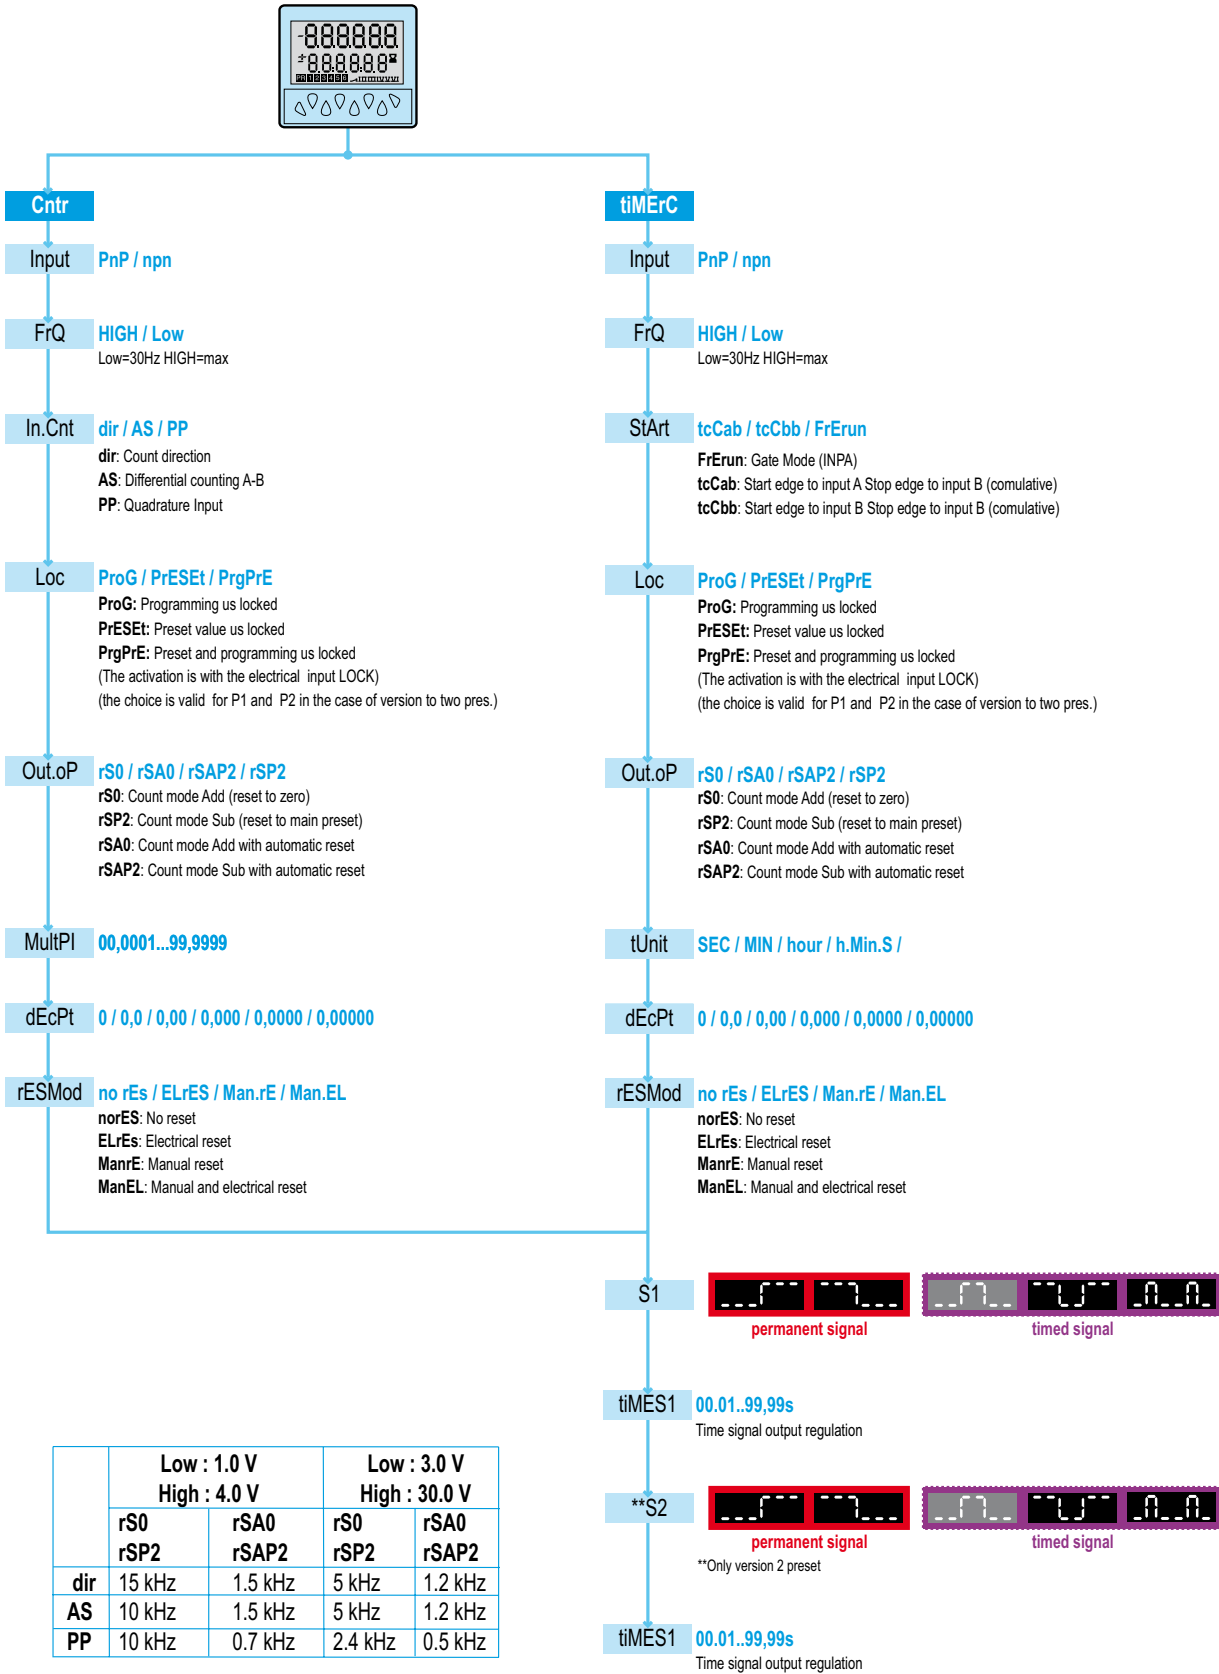 -888888
88:88.88
PR 1 2 3 4 5 6
Cntr
Input PnP / npn
FrQ HIGH / Low
Low=30Hz HIGH=max
In.Cnt dir / AS / PP
dir: Count direction
AS: Differential counting A-B
PP: Quadrature Input
Loc ProG / PrESEt / PrgPrE
ProG: Programming us locked
PrESEt: Preset value us locked
PrgPrE: Preset and programming us locked
(The activation is with the electrical input LOCK)
(the choice is valid for P1 and P2 in the case of version to two pres.)
Out.oP rS0 / rSA0 / rSAP2 / rSP2
rS0: Count mode Add (reset to zero)
rSP2: Count mode Sub (reset to main preset)
rSA0: Count mode Add with automatic reset
rSAP2: Count mode Sub with automatic reset
MultPl 00,0001...99,9999
dEcPt 0 / 0,0 / 0,00 / 0,000 / 0,0000 / 0,00000
rESMod no rEs / ELrES / Man.rE / Man.EL
norES: No reset
ELrEs: Electrical reset
ManrE: Manual reset
ManEL: Manual and electrical reset
tiMErC
Input PnP / npn
FrQ HIGH / Low
Low=30Hz HIGH=max
StArt tcCab / tcCbb / FrErun
FrErun: Gate Mode (INPA)
tcCab: Start edge to input A Stop edge to input B (comulative)
tcCbb: Start edge to input B Stop edge to input B (comulative)
Loc ProG / PrESEt / PrgPrE
ProG: Programming us locked
PrESEt: Preset value us locked
PrgPrE: Preset and programming us locked
(The activation is with the electrical input LOCK)
(the choice is valid for P1 and P2 in the case of version to two pres.)
Out.oP rS0 / rSA0 / rSAP2 / rSP2
rS0: Count mode Add (reset to zero)
rSP2: Count mode Sub (reset to main preset)
rSA0: Count mode Add with automatic reset
rSAP2: Count mode Sub with automatic reset
tUnit SEC / MIN / hour / h.Min.S /
dEcPt 0 / 0,0 / 0,00 / 0,000 / 0,0000 / 0,00000
rESMod no rEs / ELrES / Man.rE / Man.EL
norES: No reset
ELrEs: Electrical reset
ManrE: Manual reset
ManEL: Manual and electrical reset
S1
permanent signal timed signal
tiMES1 00.01..99,99s
Time signal output regulation
**S2
permanent signal timed signal
**Only version 2 preset
tiMES1 00.01..99,99s
Time signal output regulation
Low : 1.0 V Low : 3.0 V
High : 4.0 V High : 30.0 V
rS0 rSA0 rS0 rSA0
rSP2 rSAP2 rSP2 rSAP2
dir 15 kHz 1.5 kHz 5 kHz 1.2 kHz
AS 10 kHz 1.5 kHz 5 kHz 1.2 kHz
PP 10 kHz 0.7 kHz 2.4 kHz 0.5 kHz